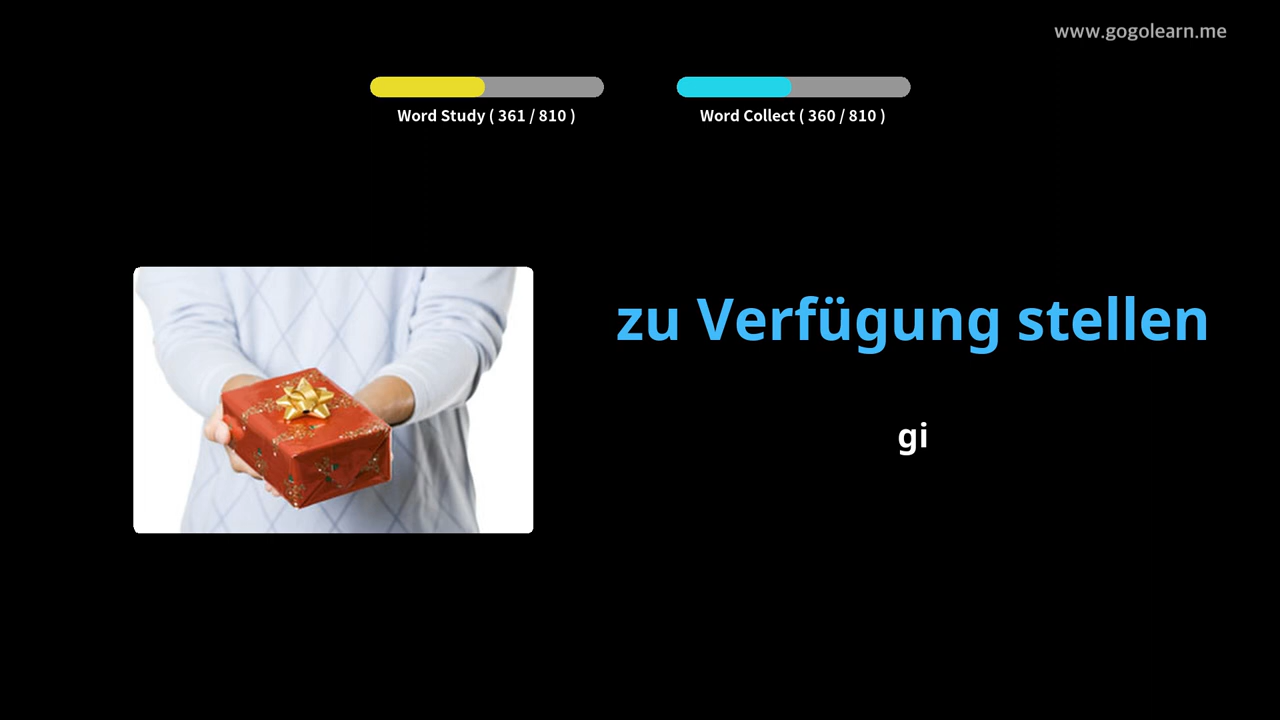 www.gogolearn.me
Word Study ( 361 / 810 )
Word Collect ( 360 / 810 )
zu Verfügung stellen
gi